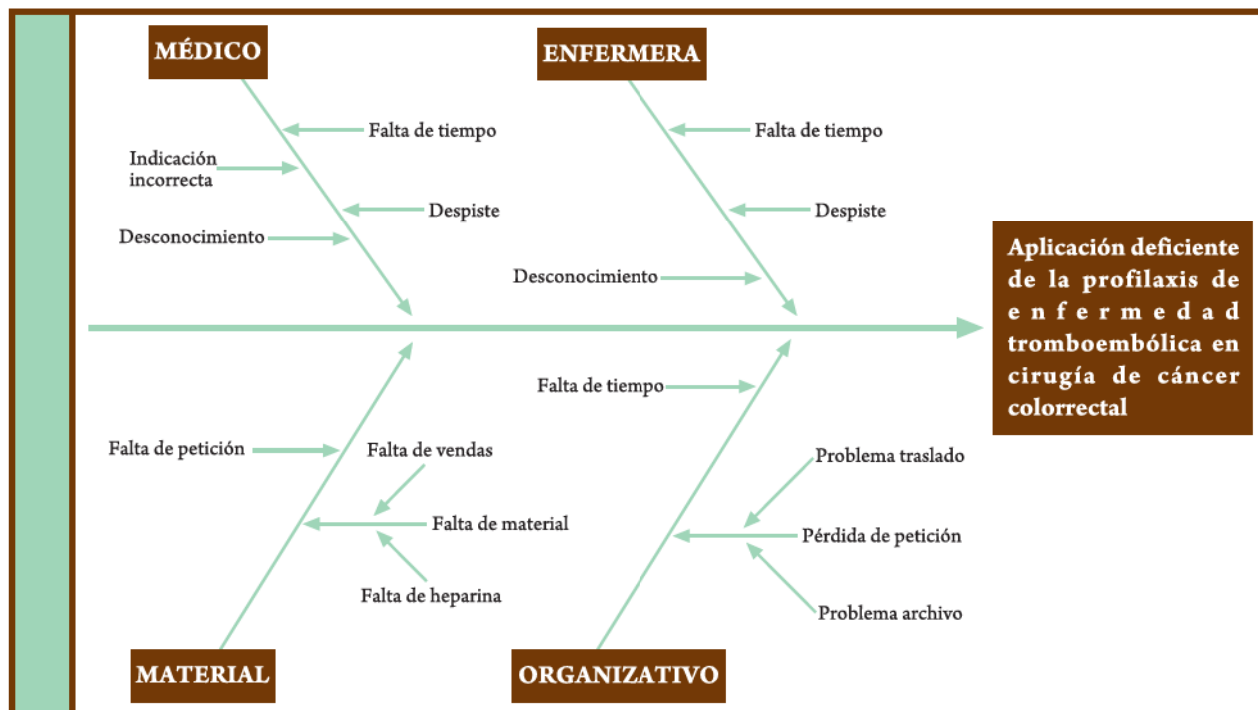 MÉDICO
ENFERMERA
Falta de tiempo
Falta de tiempo
Indicación
incorrecta
Despiste
Despiste
Desconocimiento
Desconocimiento
Aplicación deficiente
de la profilaxis de
enfermedad
tromboembólica en
cirugía de cáncer
colorrectal
Falta de tiempo
Falta de petición
Falta de vendas
Problema traslado
Falta de material
Pérdida de petición
Falta de heparina
Problema archivo
MATERIAL
ORGANIZATIVO